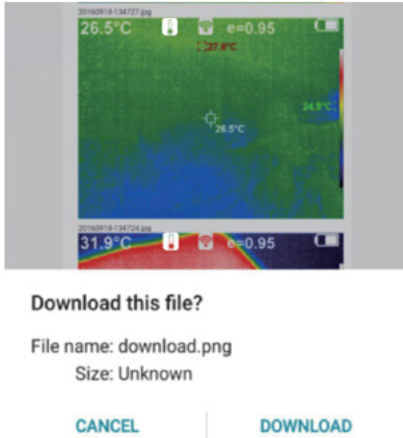 20160918-134727.jpg
26.5°C e=0.95
27.9°C
24.5°C
26.5°C
20160918-134724.jpg
31.9°C e=0.95
Download this file?
File name: download.png
Size: Unknown
CANCEL DOWNLOAD